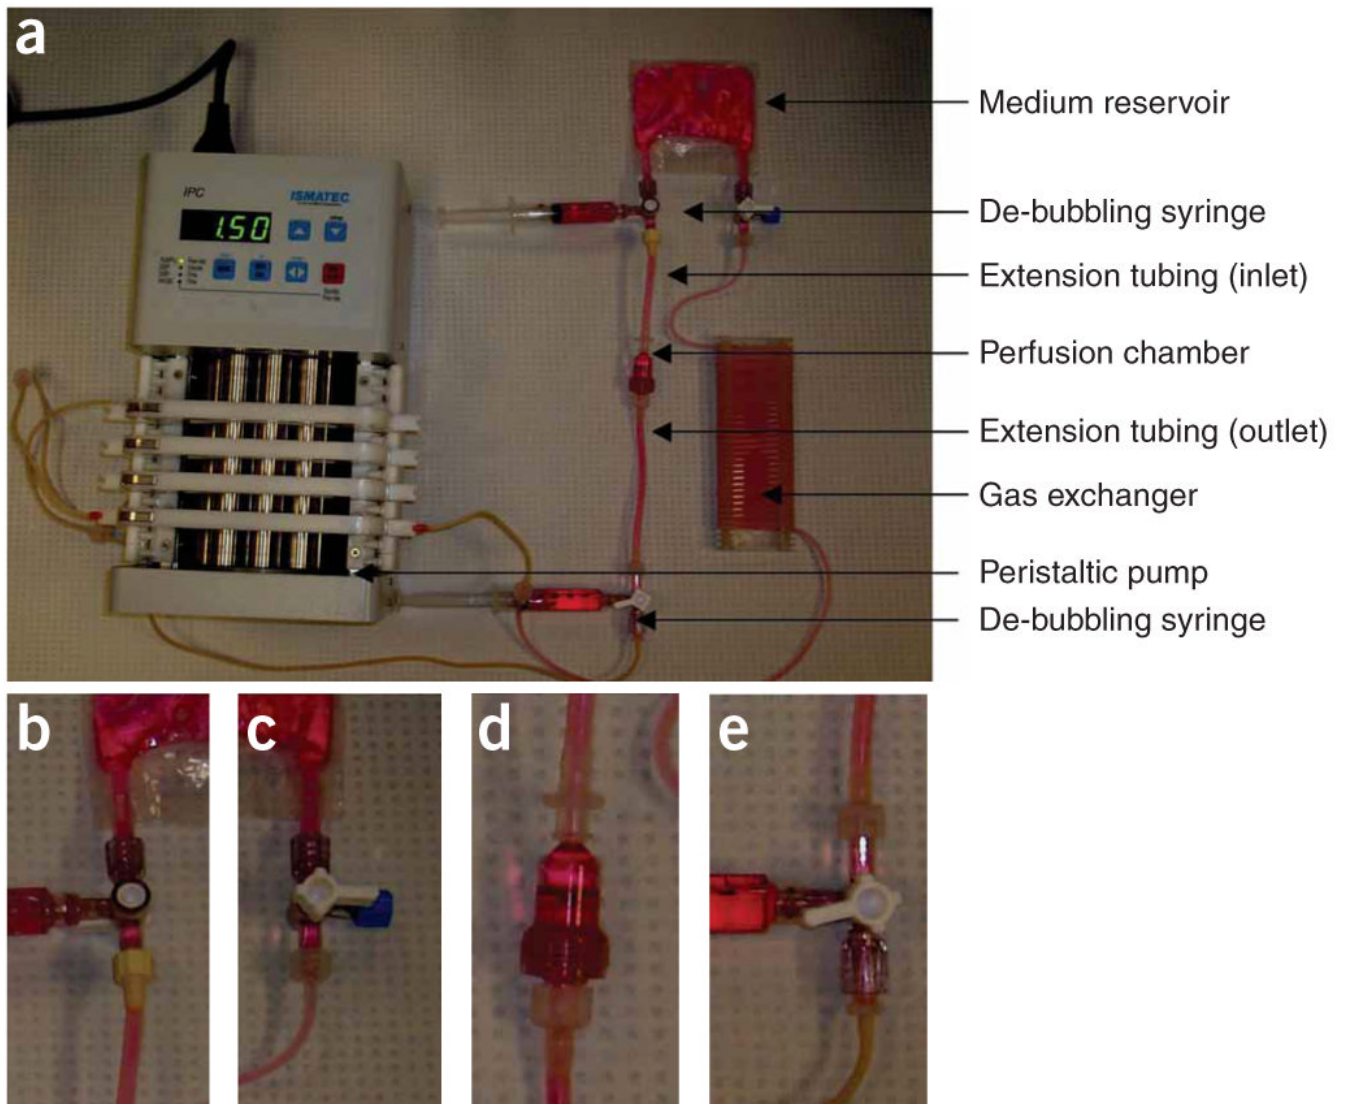 a
Medium reservoir
IPC
ISMATEC
1.50
De-bubbling syringe
Extension tubing (inlet)
Perfusion chamber
Extension tubing (outlet)
Gas exchanger
Peristaltic pump
De-bubbling syringe
b
c
d
e